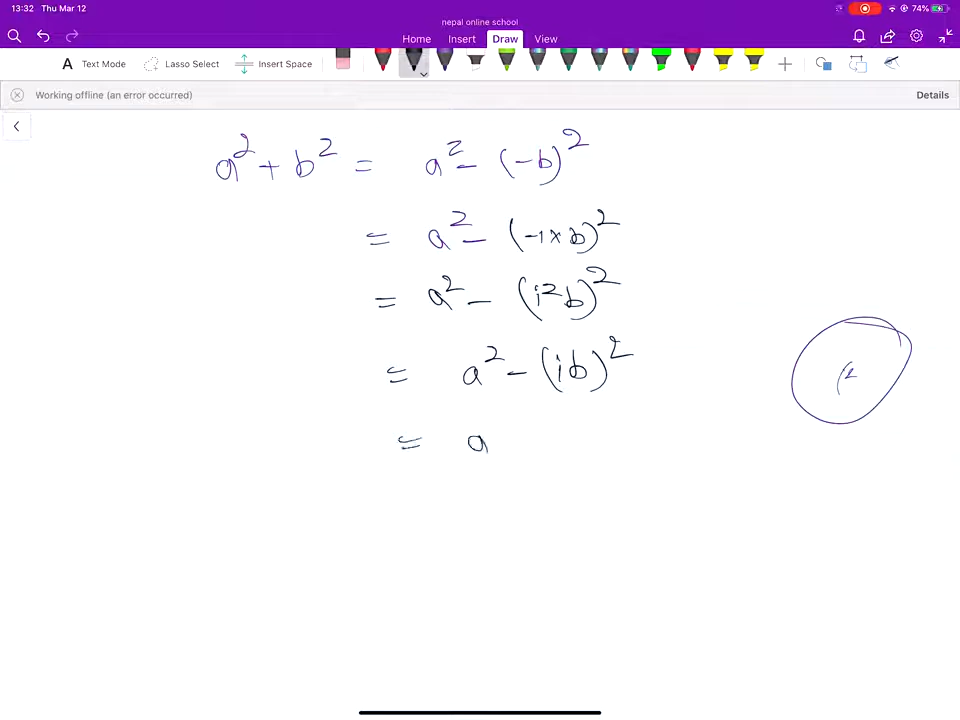 13:32 Thu Mar 12 74%
nepal online school
Home Insert Draw View
A Text Mode Lasso Select Insert Space
Working offline (an error occurred) Details
a² + b² = a² - (-b)²
= a² - (-1×b)²
= a² - (i²b)²
= a² - (ib)²
= a